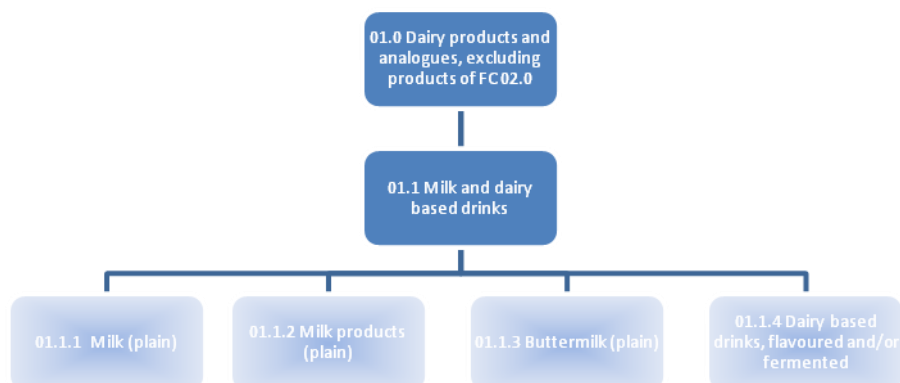 01.0 Dairy products and
analogues, excluding
products of FC 02.0
01.1 Milk and dairy
based drinks
01.1.1 Milk (plain)
01.1.2 Milk products
(plain)
01.1.3 Buttermilk (plain)
01.1.4 Dairy based
drinks, flavoured and/or
fermented